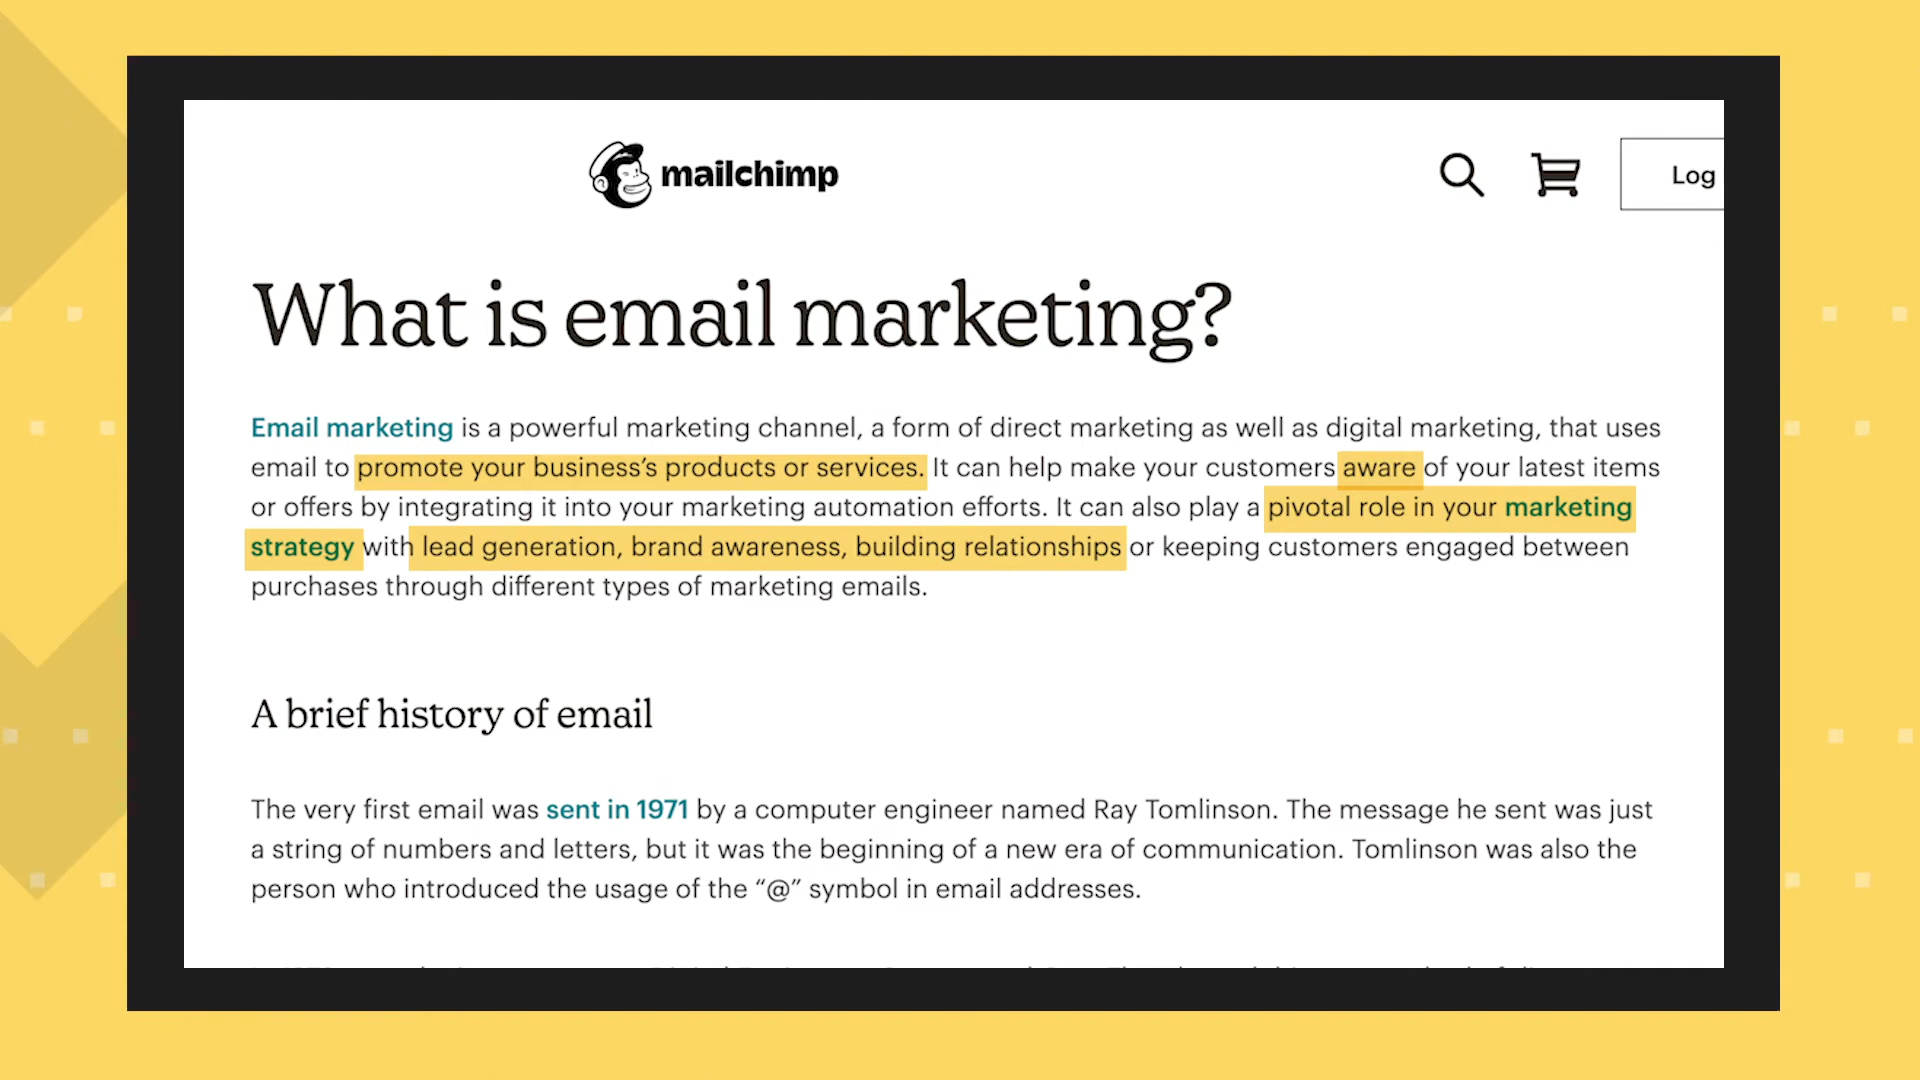 mailchimp
Log
What is email marketing?
Email marketing is a powerful marketing channel, a form of direct marketing as well as digital marketing, that uses
email to promote your business’s products or services. It can help make your customers aware of your latest items
or offers by integrating it into your marketing automation efforts. It can also play a pivotal role in your marketing
strategy with lead generation, brand awareness, building relationships or keeping customers engaged between
purchases through different types of marketing emails.
A brief history of email
The very first email was sent in 1971 by a computer engineer named Ray Tomlinson. The message he sent was just
a string of numbers and letters, but it was the beginning of a new era of communication. Tomlinson was also the
person who introduced the usage of the “@” symbol in email addresses.